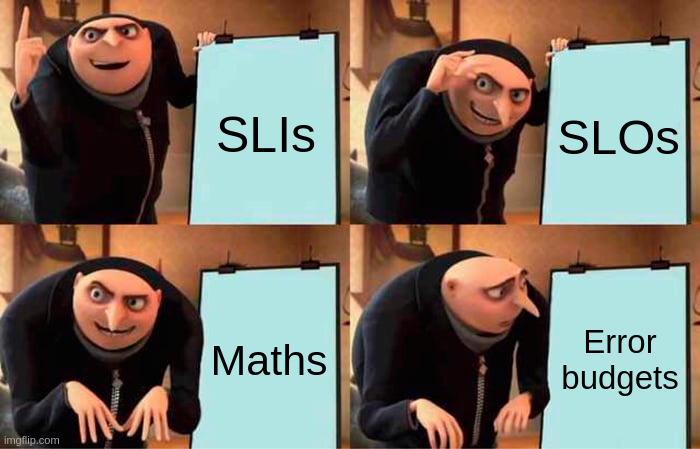 SLIs
SLOs
Maths
Error
budgets
imgflip.com